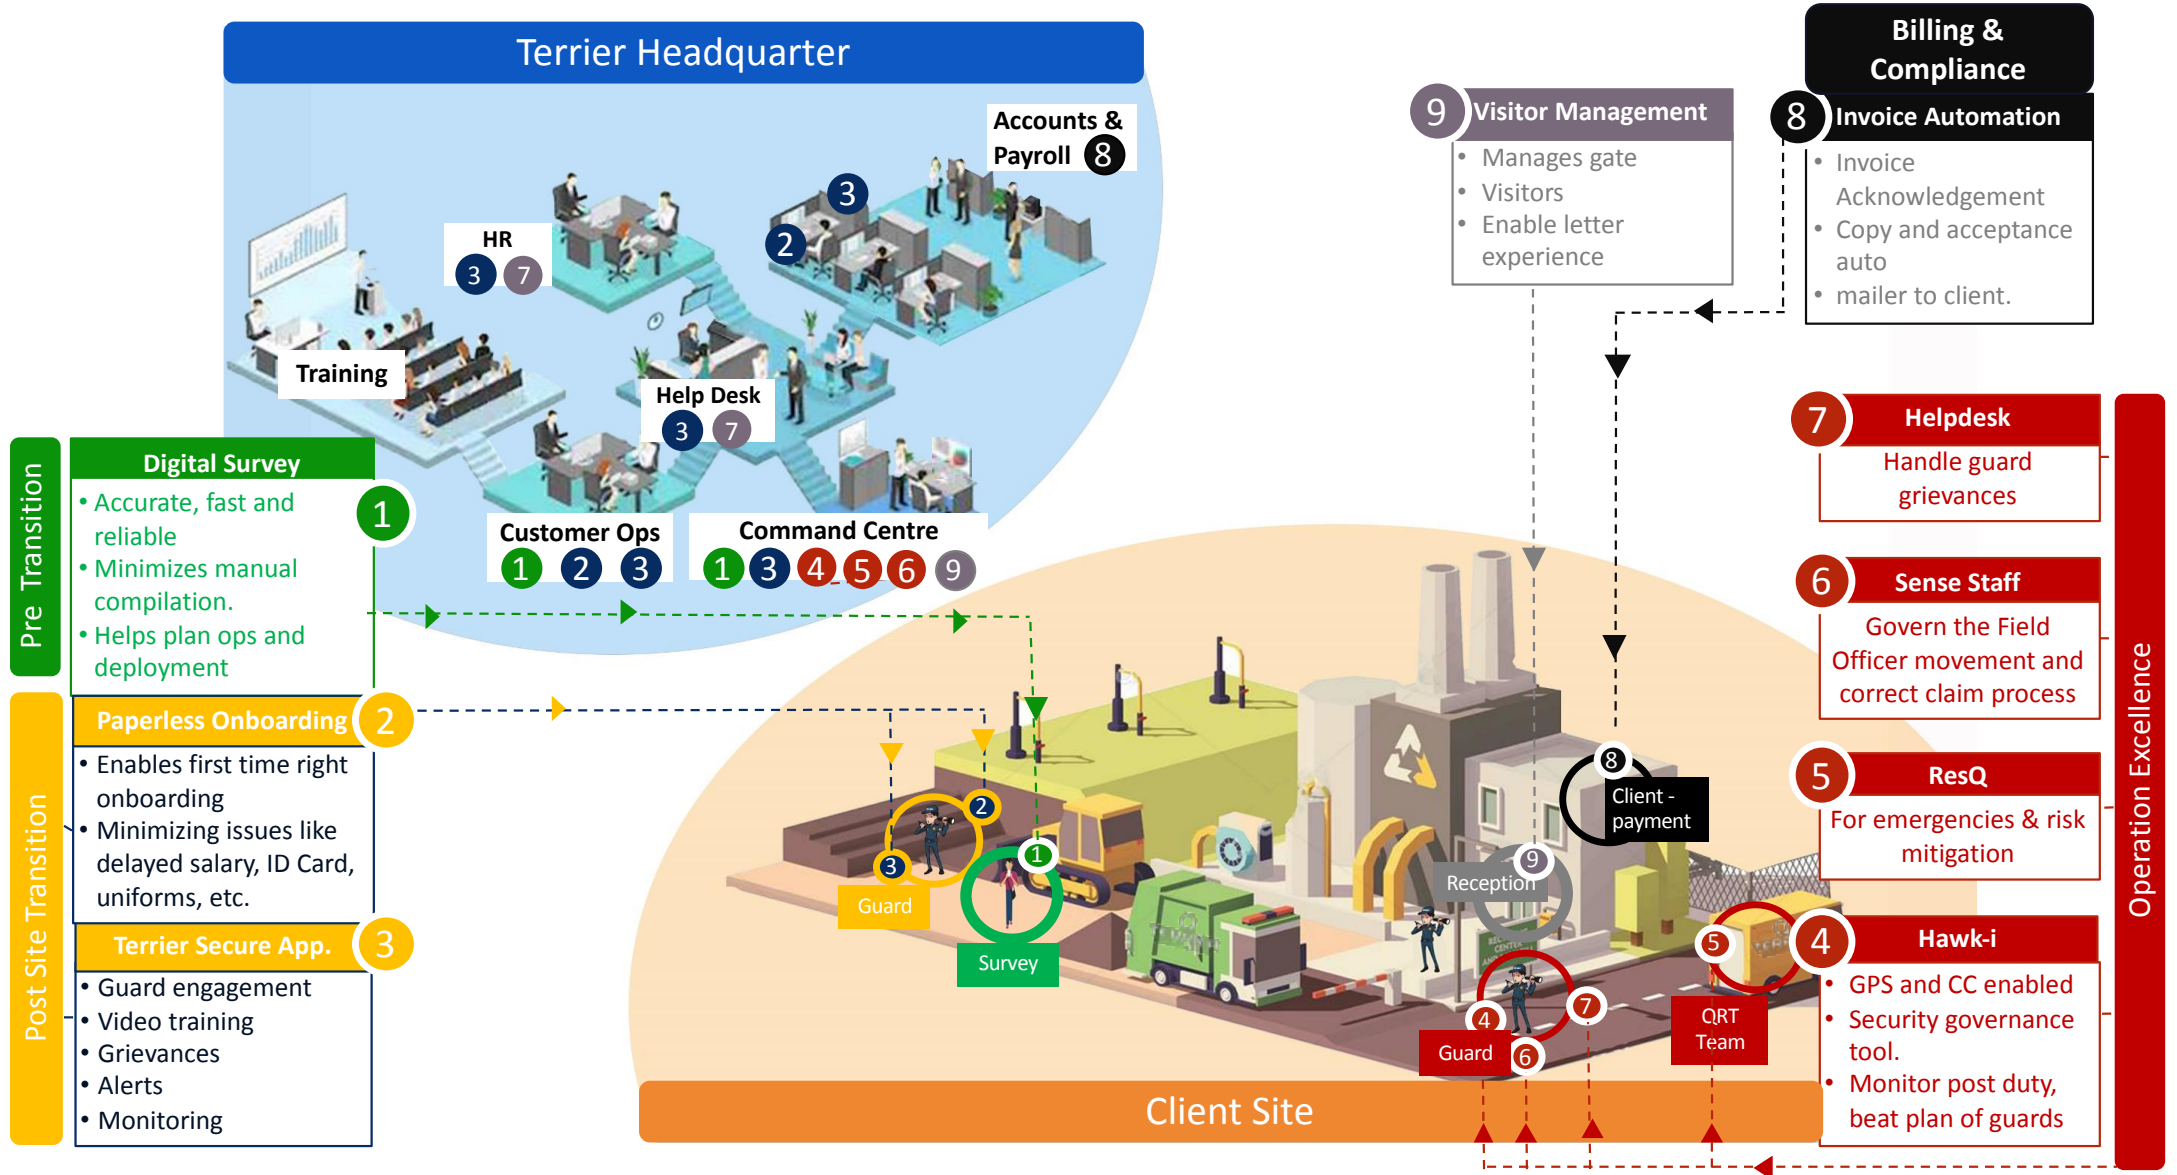 Terrier Headquarter
Accounts &
Payroll 8
3
2
HR
3 7
Training
Help Desk
3 7
Customer Ops
1 2 3
Command Centre
1 3 4 5 6 9
Pre Transition
Digital Survey
1
• Accurate, fast and
reliable
• Minimizes manual
compilation.
• Helps plan ops and
deployment
Post Site Transition
Paperless Onboarding
2
• Enables first time right
onboarding
• Minimizing issues like
delayed salary, ID Card,
uniforms, etc.
Terrier Secure App.
3
• Guard engagement
• Video training
• Grievances
• Alerts
• Monitoring
9
Visitor Management
• Manages gate
• Visitors
• Enable letter
experience
Billing &
Compliance
8
Invoice Automation
• Invoice
Acknowledgement
• Copy and acceptance
auto
• mailer to client.
Operation Excellence
7
Helpdesk
Handle guard
grievances
6
Sense Staff
Govern the Field
Officer movement and
correct claim process
5
ResQ
For emergencies & risk
mitigation
4
Hawk-i
• GPS and CC enabled
• Security governance
tool.
• Monitor post duty,
beat plan of guards
2
3
Guard
1
Survey
8
Client -
payment
9
Reception
4
7
Guard
6
5
QRT
Team
Client Site